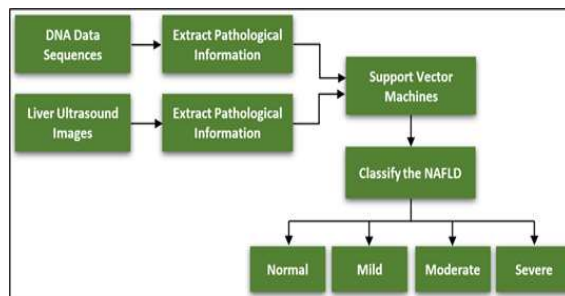 DNA Data
Sequences
Extract Pathological
Information
Support Vector
Machines
Liver Ultrasound
Images
Extract Pathological
Information
Classify the NAFLD
Normal
Mild
Moderate
Severe